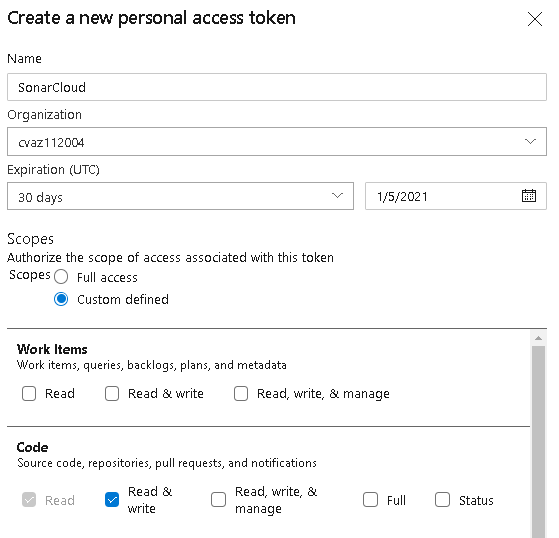 Create a new personal access token
Name
SonarCloud
Organization
cvaz112004
Expiration (UTC)
30 days 1/5/2021
Scopes
Authorize the scope of access associated with this token
Scopes Full access
Custom defined
Work Items
Work items, queries, backlogs, plans, and metadata
Read Read & write Read, write, & manage
Code
Source code, repositories, pull requests, and notifications
Read Read & write Read, write, & manage Full Status